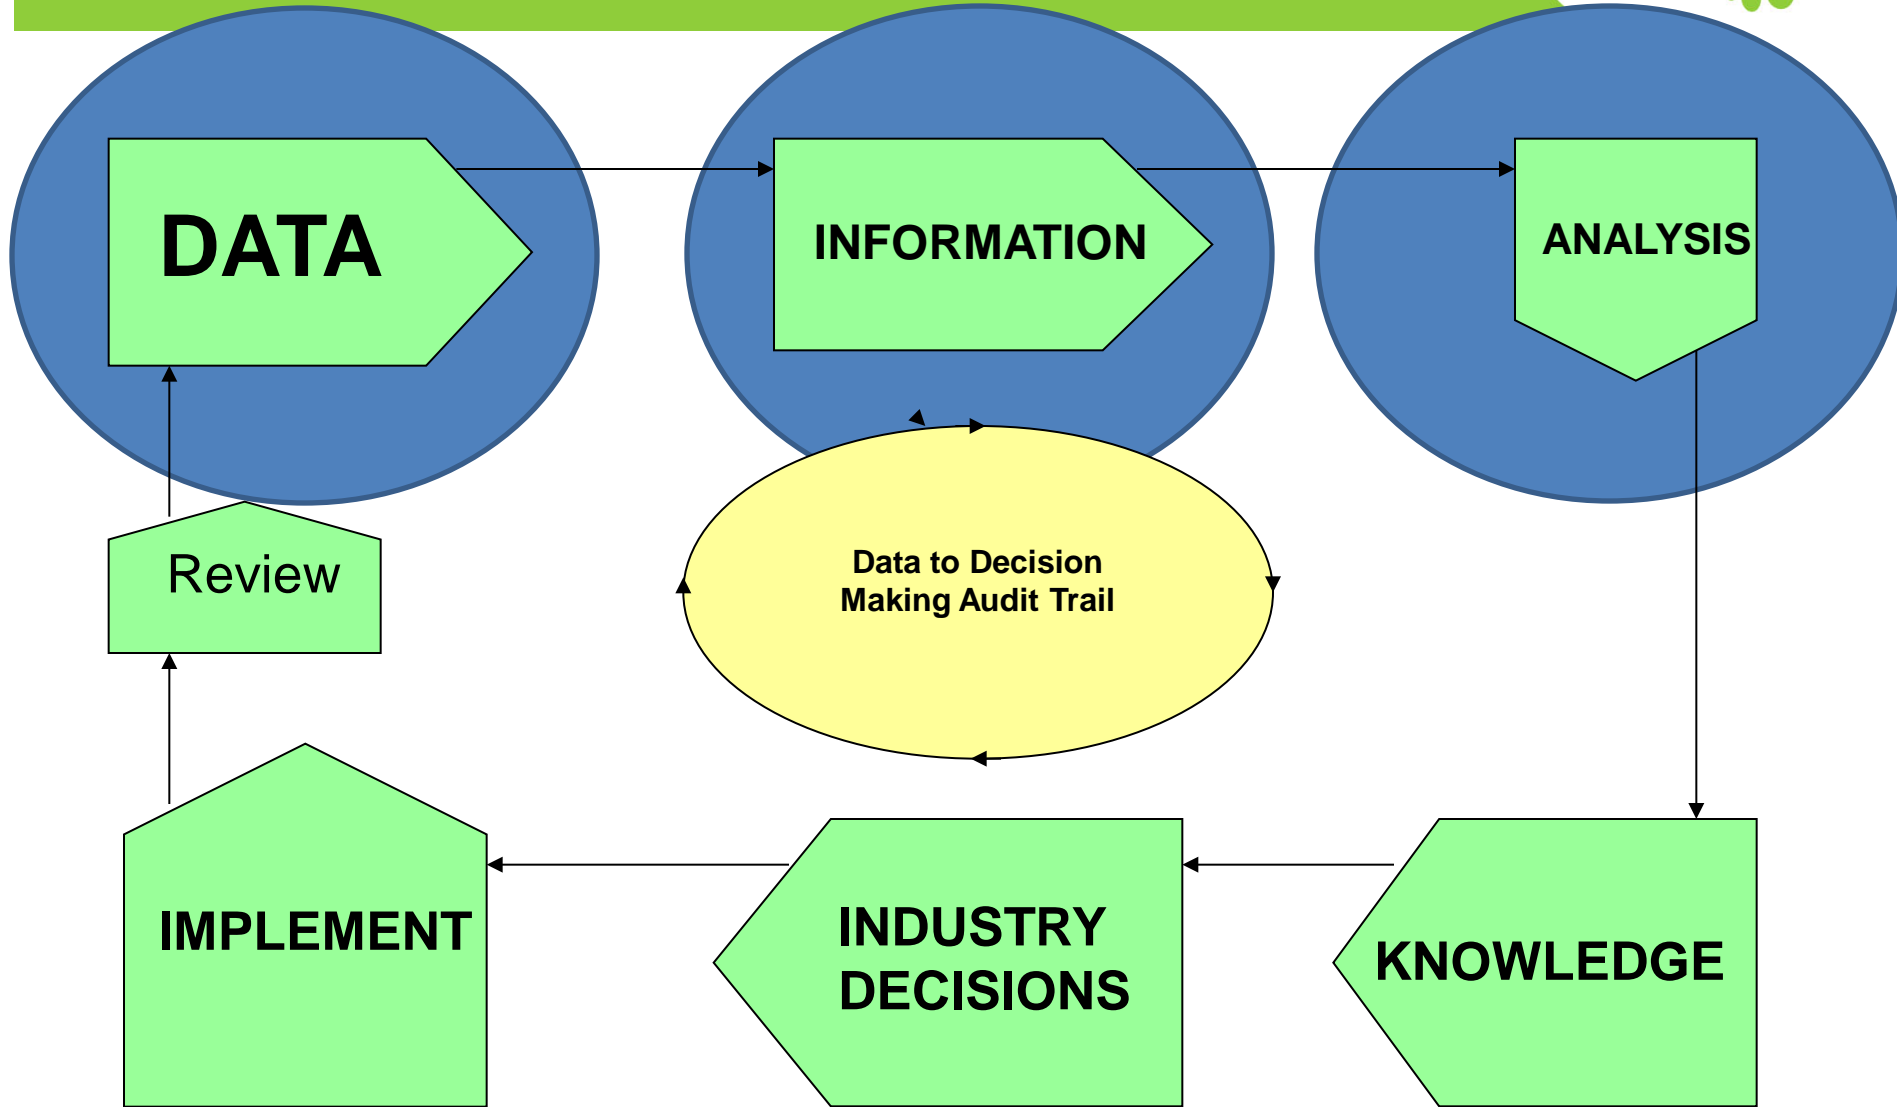 DATA
INFORMATION
ANALYSIS
Data to Decision
Making Audit Trail
Review
IMPLEMENT
INDUSTRY
DECISIONS
KNOWLEDGE